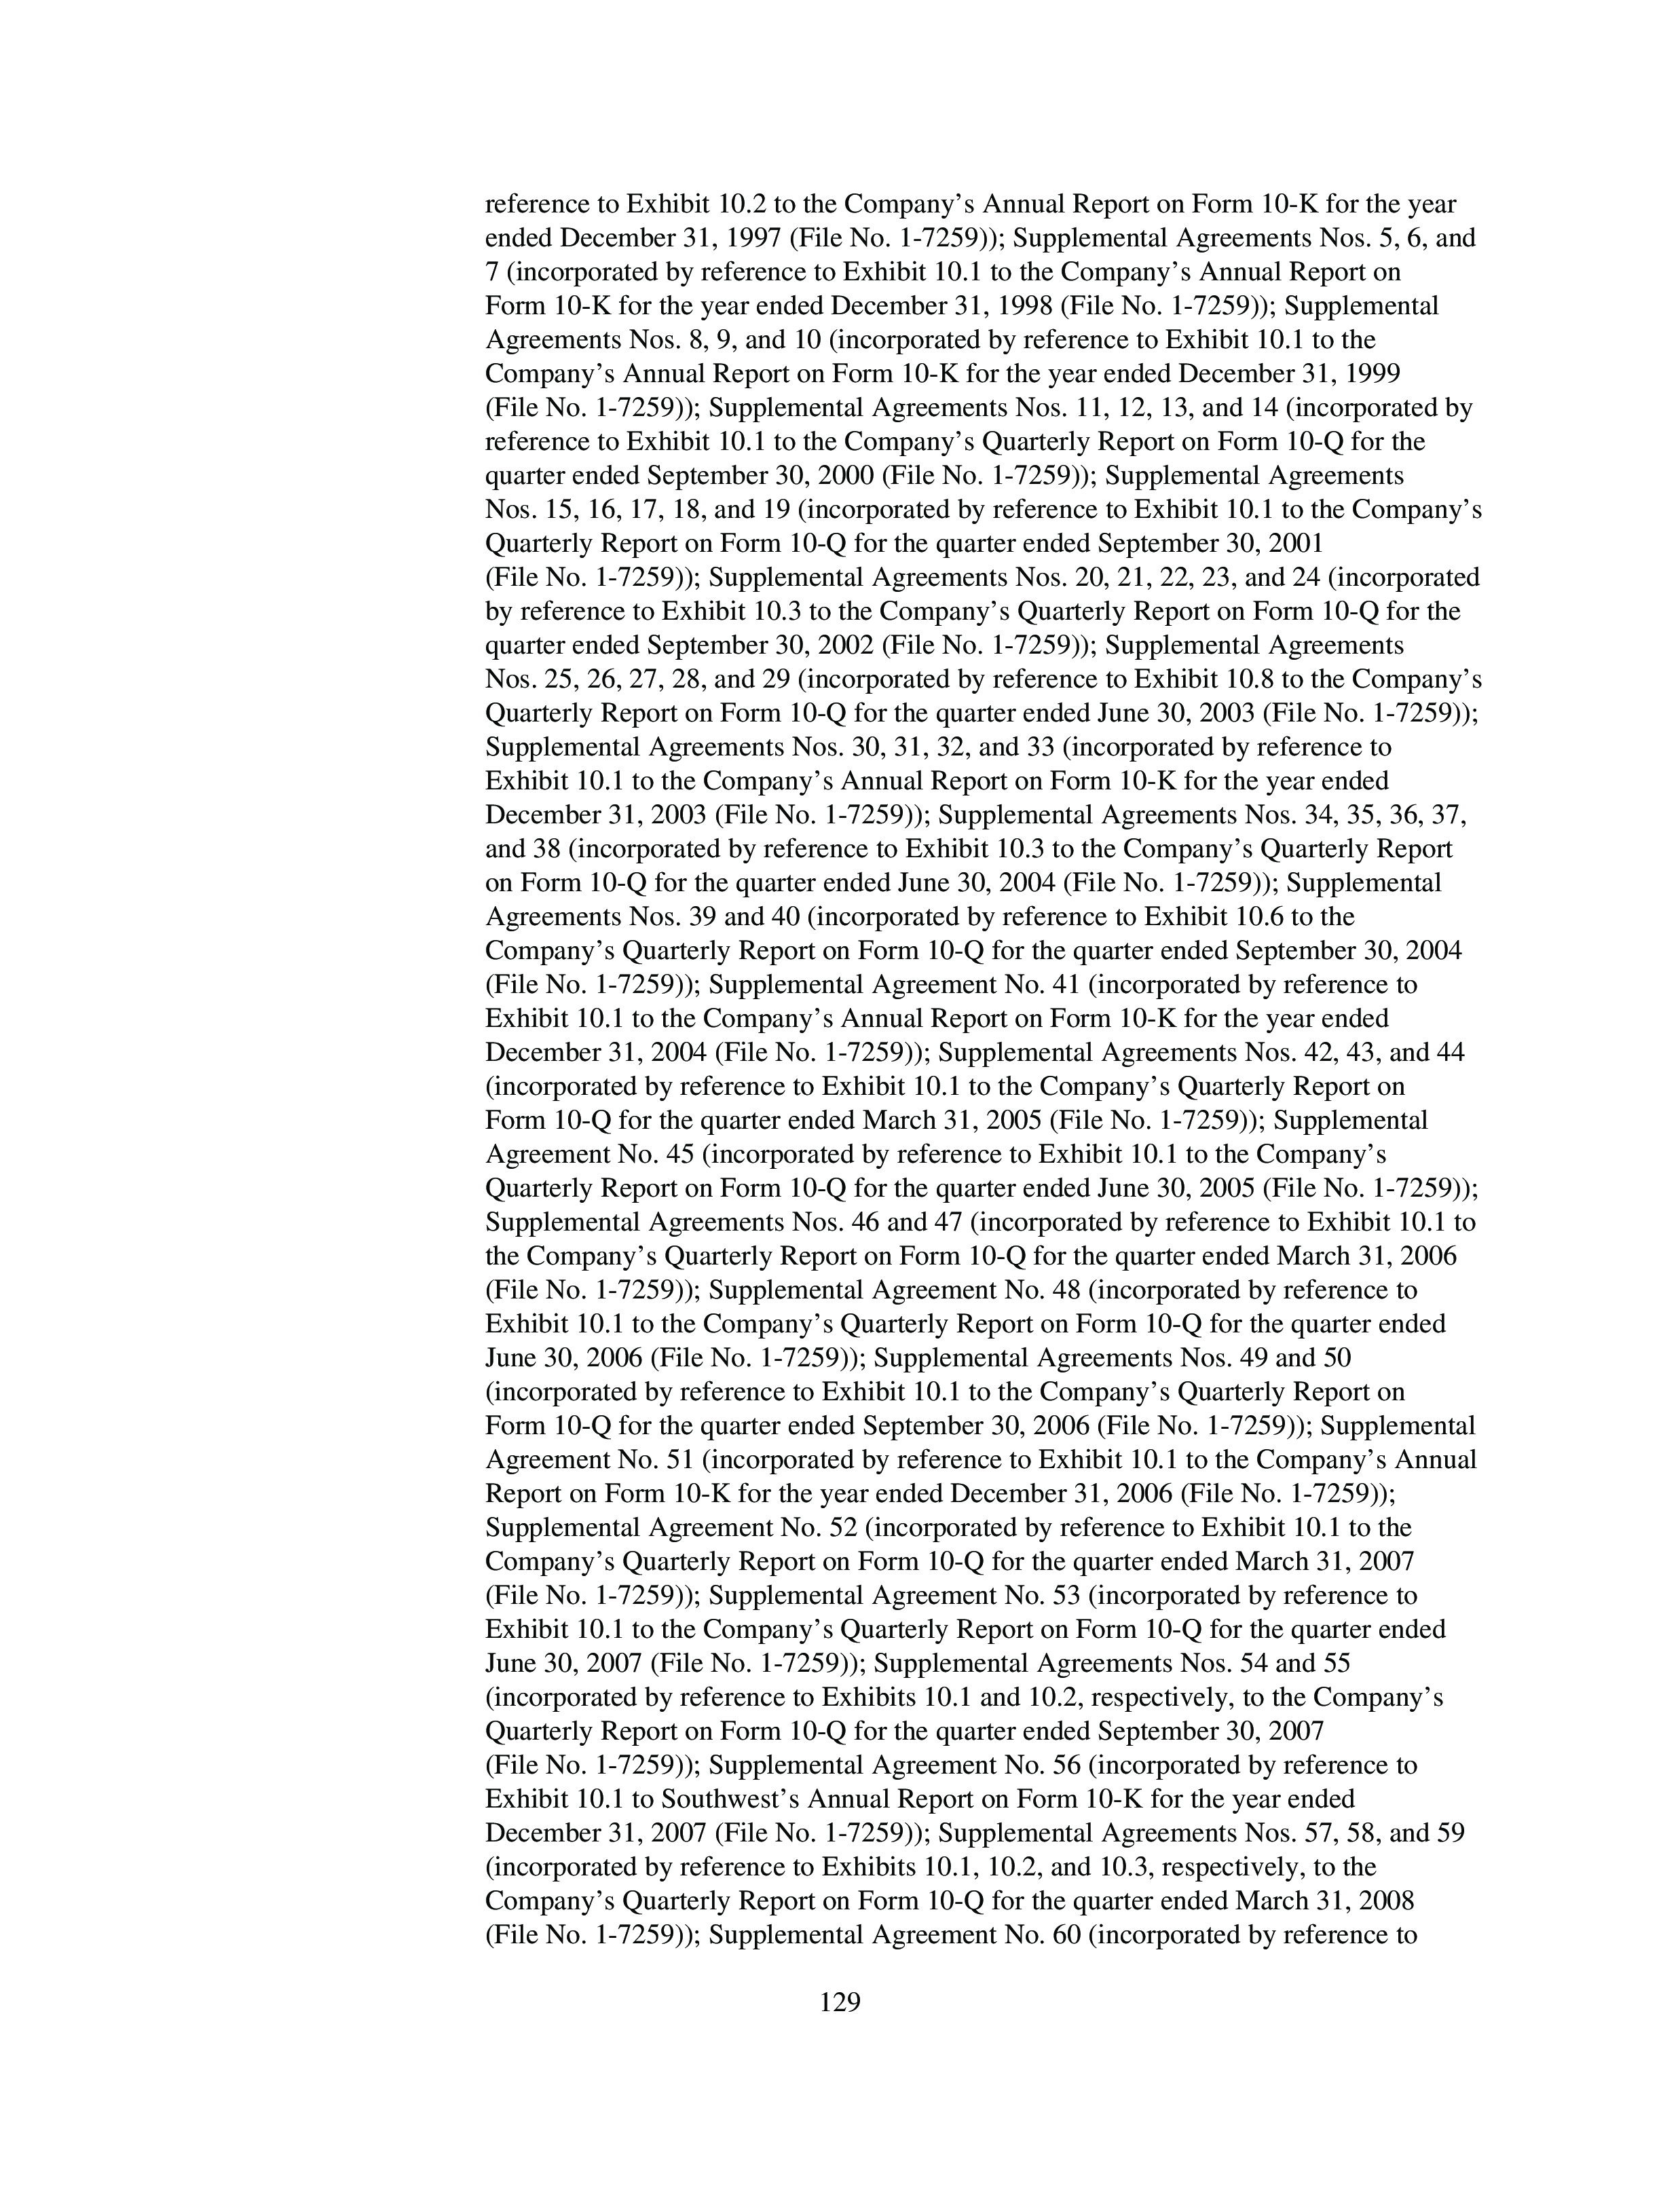 reference to Exhibit 10.2 to the Company’s Annual Report on Form 10-K for the year
ended December 31, 1997 (File No. 1-7259)); Supplemental Agreements Nos. 5, 6, and
7 (incorporated by reference to Exhibit 10.1 to the Company’s Annual Report on
Form 10-K for the year ended December 31, 1998 (File No. 1-7259)); Supplemental
Agreements Nos. 8, 9, and 10 (incorporated by reference to Exhibit 10.1 to the
Company’s Annual Report on Form 10-K for the year ended December 31, 1999
(File No. 1-7259)); Supplemental Agreements Nos. 11, 12, 13, and 14 (incorporated by
reference to Exhibit 10.1 to the Company’s Quarterly Report on Form 10-Q for the
quarter ended September 30, 2000 (File No. 1-7259)); Supplemental Agreements
Nos. 15, 16, 17, 18, and 19 (incorporated by reference to Exhibit 10.1 to the Company’s
Quarterly Report on Form 10-Q for the quarter ended September 30, 2001
(File No. 1-7259)); Supplemental Agreements Nos. 20, 21, 22, 23, and 24 (incorporated
by reference to Exhibit 10.3 to the Company’s Quarterly Report on Form 10-Q for the
quarter ended September 30, 2002 (File No. 1-7259)); Supplemental Agreements
Nos. 25, 26, 27, 28, and 29 (incorporated by reference to Exhibit 10.8 to the Company’s
Quarterly Report on Form 10-Q for the quarter ended June 30, 2003 (File No. 1-7259));
Supplemental Agreements Nos. 30, 31, 32, and 33 (incorporated by reference to
Exhibit 10.1 to the Company’s Annual Report on Form 10-K for the year ended
December 31, 2003 (File No. 1-7259)); Supplemental Agreements Nos. 34, 35, 36, 37,
and 38 (incorporated by reference to Exhibit 10.3 to the Company’s Quarterly Report
on Form 10-Q for the quarter ended June 30, 2004 (File No. 1-7259)); Supplemental
Agreements Nos. 39 and 40 (incorporated by reference to Exhibit 10.6 to the
Company’s Quarterly Report on Form 10-Q for the quarter ended September 30, 2004
(File No. 1-7259)); Supplemental Agreement No. 41 (incorporated by reference to
Exhibit 10.1 to the Company’s Annual Report on Form 10-K for the year ended
December 31, 2004 (File No. 1-7259)); Supplemental Agreements Nos. 42, 43, and 44
(incorporated by reference to Exhibit 10.1 to the Company’s Quarterly Report on
Form 10-Q for the quarter ended March 31, 2005 (File No. 1-7259)); Supplemental
Agreement No. 45 (incorporated by reference to Exhibit 10.1 to the Company’s
Quarterly Report on Form 10-Q for the quarter ended June 30, 2005 (File No. 1-7259));
Supplemental Agreements Nos. 46 and 47 (incorporated by reference to Exhibit 10.1 to
the Company’s Quarterly Report on Form 10-Q for the quarter ended March 31, 2006
(File No. 1-7259)); Supplemental Agreement No. 48 (incorporated by reference to
Exhibit 10.1 to the Company’s Quarterly Report on Form 10-Q for the quarter ended
June 30, 2006 (File No. 1-7259)); Supplemental Agreements Nos. 49 and 50
(incorporated by reference to Exhibit 10.1 to the Company’s Quarterly Report on
Form 10-Q for the quarter ended September 30, 2006 (File No. 1-7259)); Supplemental
Agreement No. 51 (incorporated by reference to Exhibit 10.1 to the Company’s Annual
Report on Form 10-K for the year ended December 31, 2006 (File No. 1-7259));
Supplemental Agreement No. 52 (incorporated by reference to Exhibit 10.1 to the
Company’s Quarterly Report on Form 10-Q for the quarter ended March 31, 2007
(File No. 1-7259)); Supplemental Agreement No. 53 (incorporated by reference to
Exhibit 10.1 to the Company’s Quarterly Report on Form 10-Q for the quarter ended
June 30, 2007 (File No. 1-7259)); Supplemental Agreements Nos. 54 and 55
(incorporated by reference to Exhibits 10.1 and 10.2, respectively, to the Company’s
Quarterly Report on Form 10-Q for the quarter ended September 30, 2007
(File No. 1-7259)); Supplemental Agreement No. 56 (incorporated by reference to
Exhibit 10.1 to Southwest’s Annual Report on Form 10-K for the year ended
December 31, 2007 (File No. 1-7259)); Supplemental Agreements Nos. 57, 58, and 59
(incorporated by reference to Exhibits 10.1, 10.2, and 10.3, respectively, to the
Company’s Quarterly Report on Form 10-Q for the quarter ended March 31, 2008
(File No. 1-7259)); Supplemental Agreement No. 60 (incorporated by reference to
129